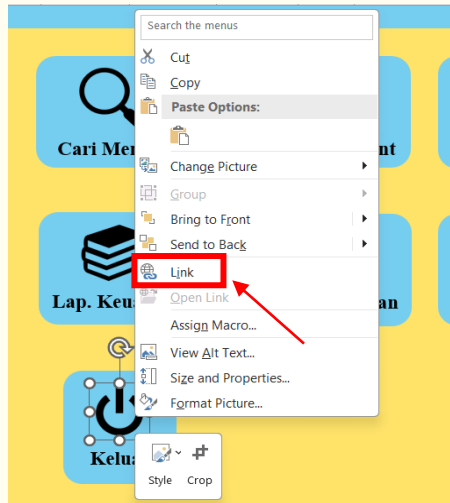 Search the menus
Cut
Copy
Paste Options:
Cari Mer
nt
Change Picture
Group
Bring to Front
Send to Back
Link
Open Link
Lap. Keu
an
Assign Macro...
View Alt Text...
Size and Properties...
Format Picture...
Kelua
Style Crop